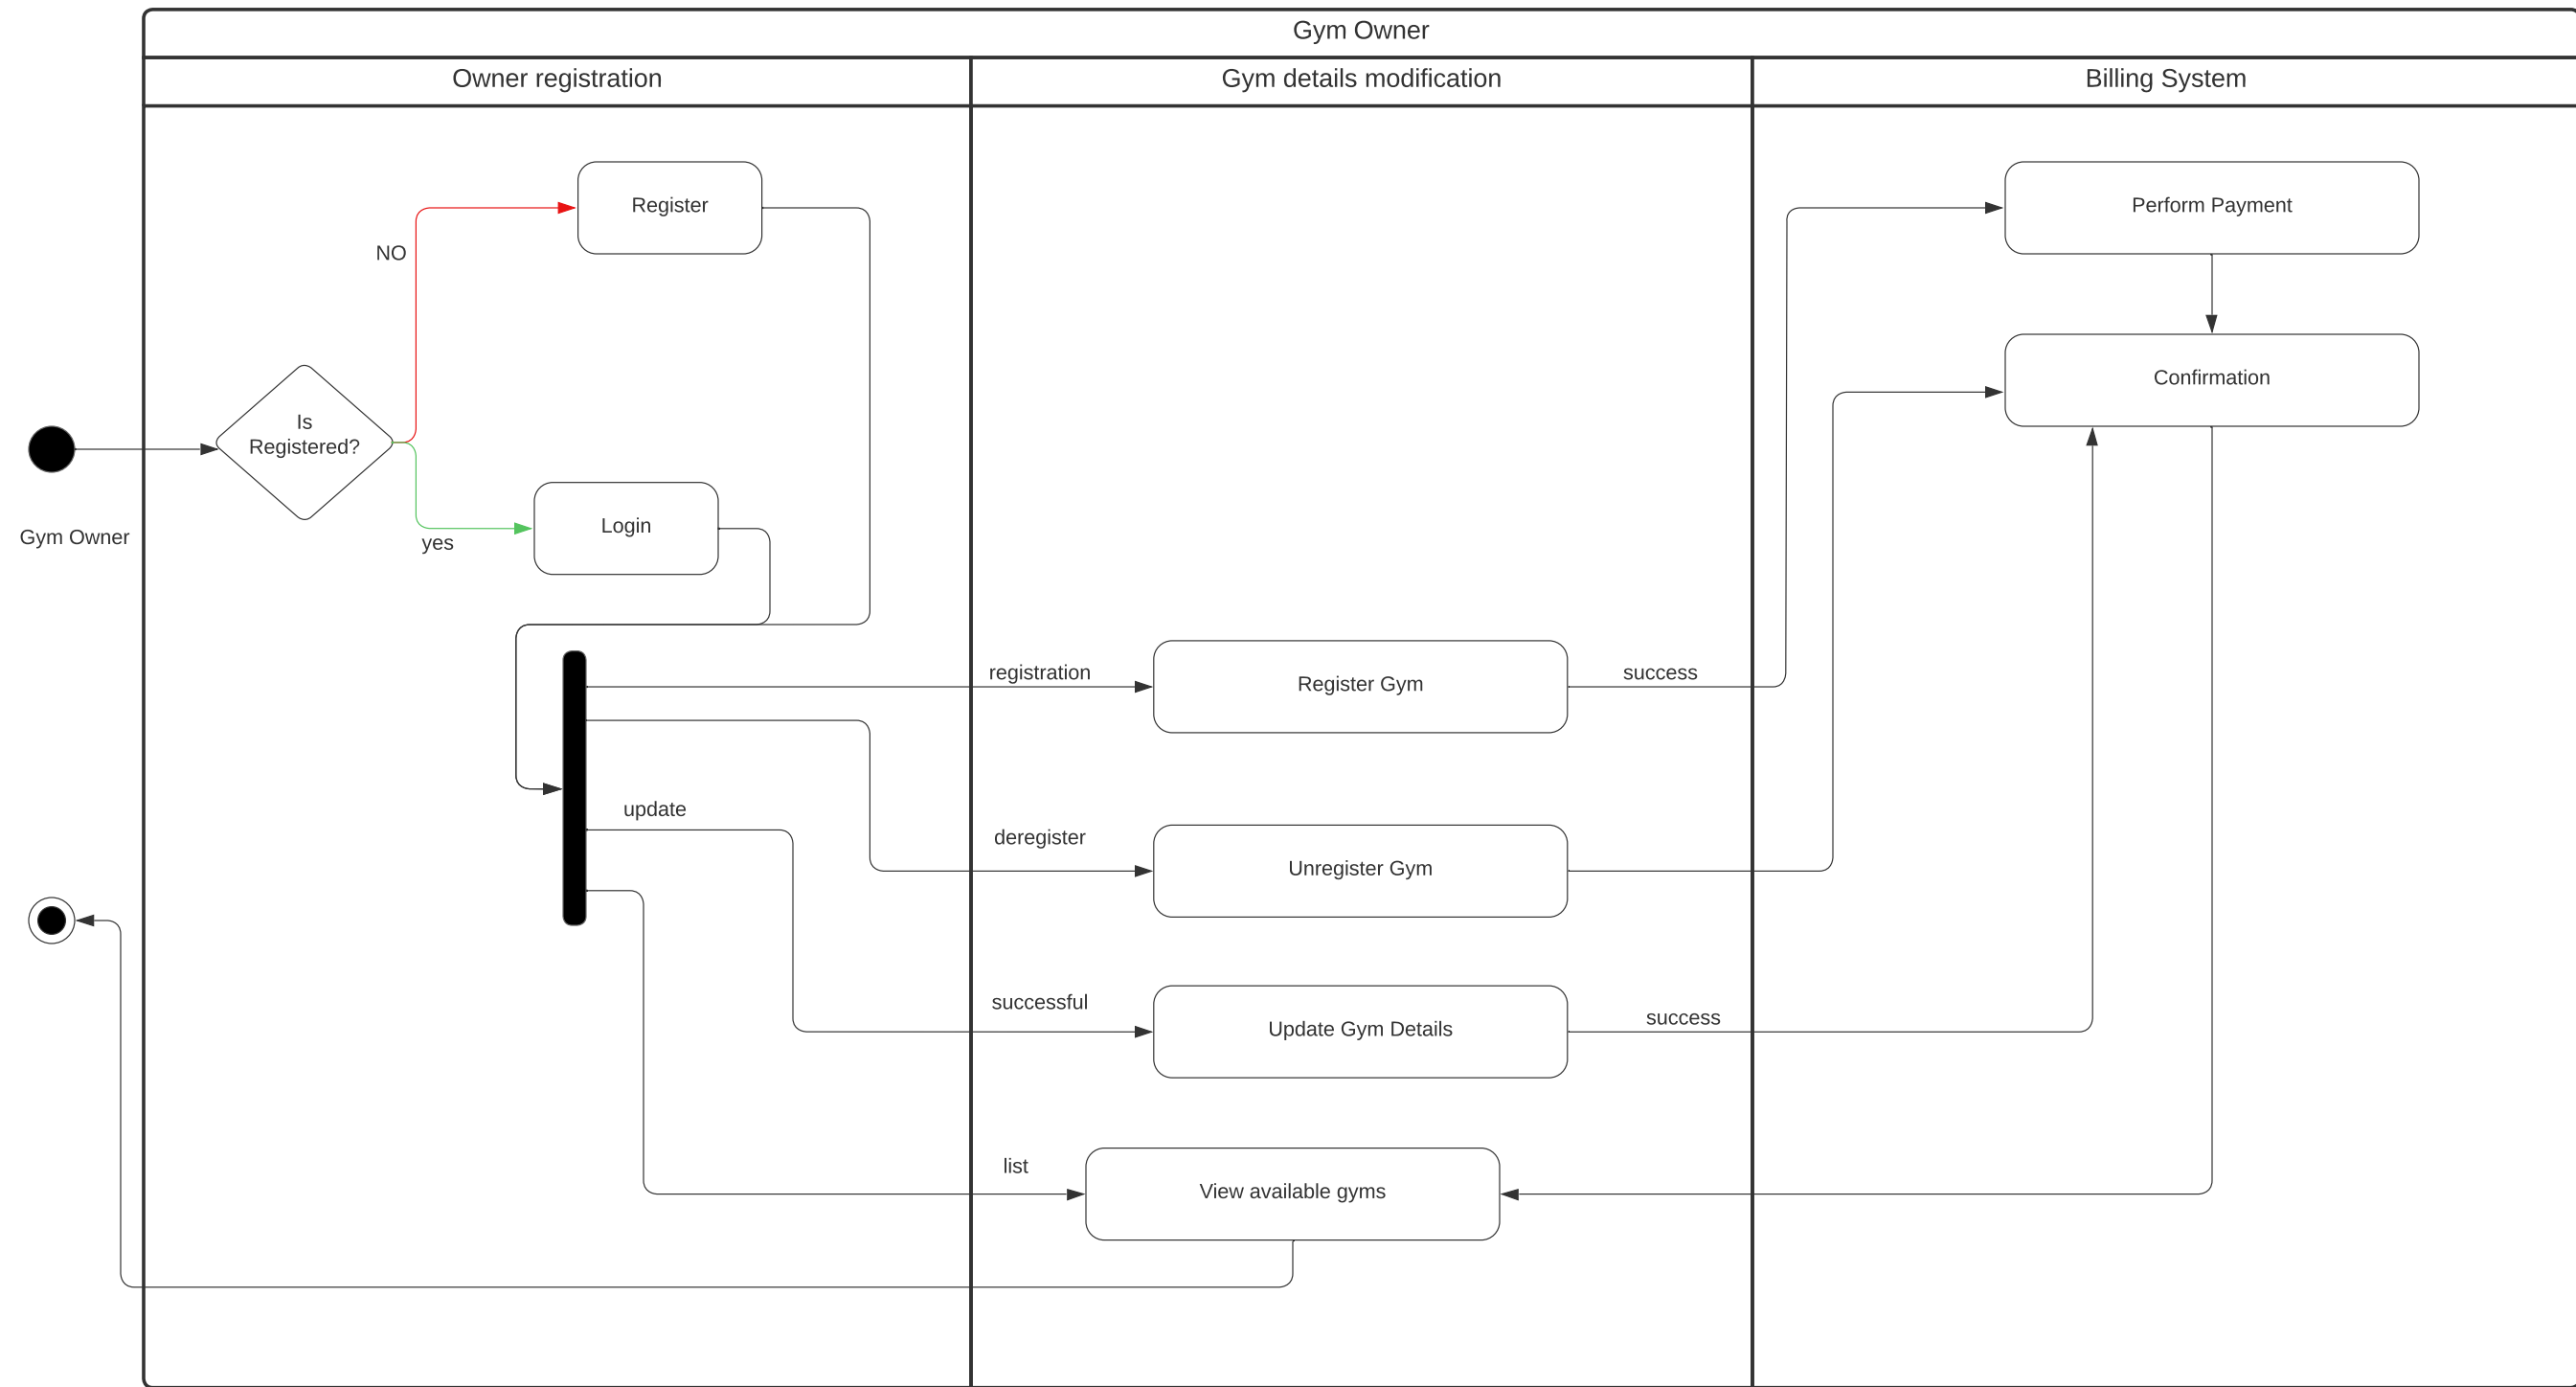 Gym Owner
Owner registration
Gym details modification
Billing System
Register
Perform Payment
NO
Confirmation
Is
Registered?
Login
Gym Owner
yes
registration
Register Gym
success
update
deregister
Unregister Gym
successful
Update Gym Details
success
list
View available gyms